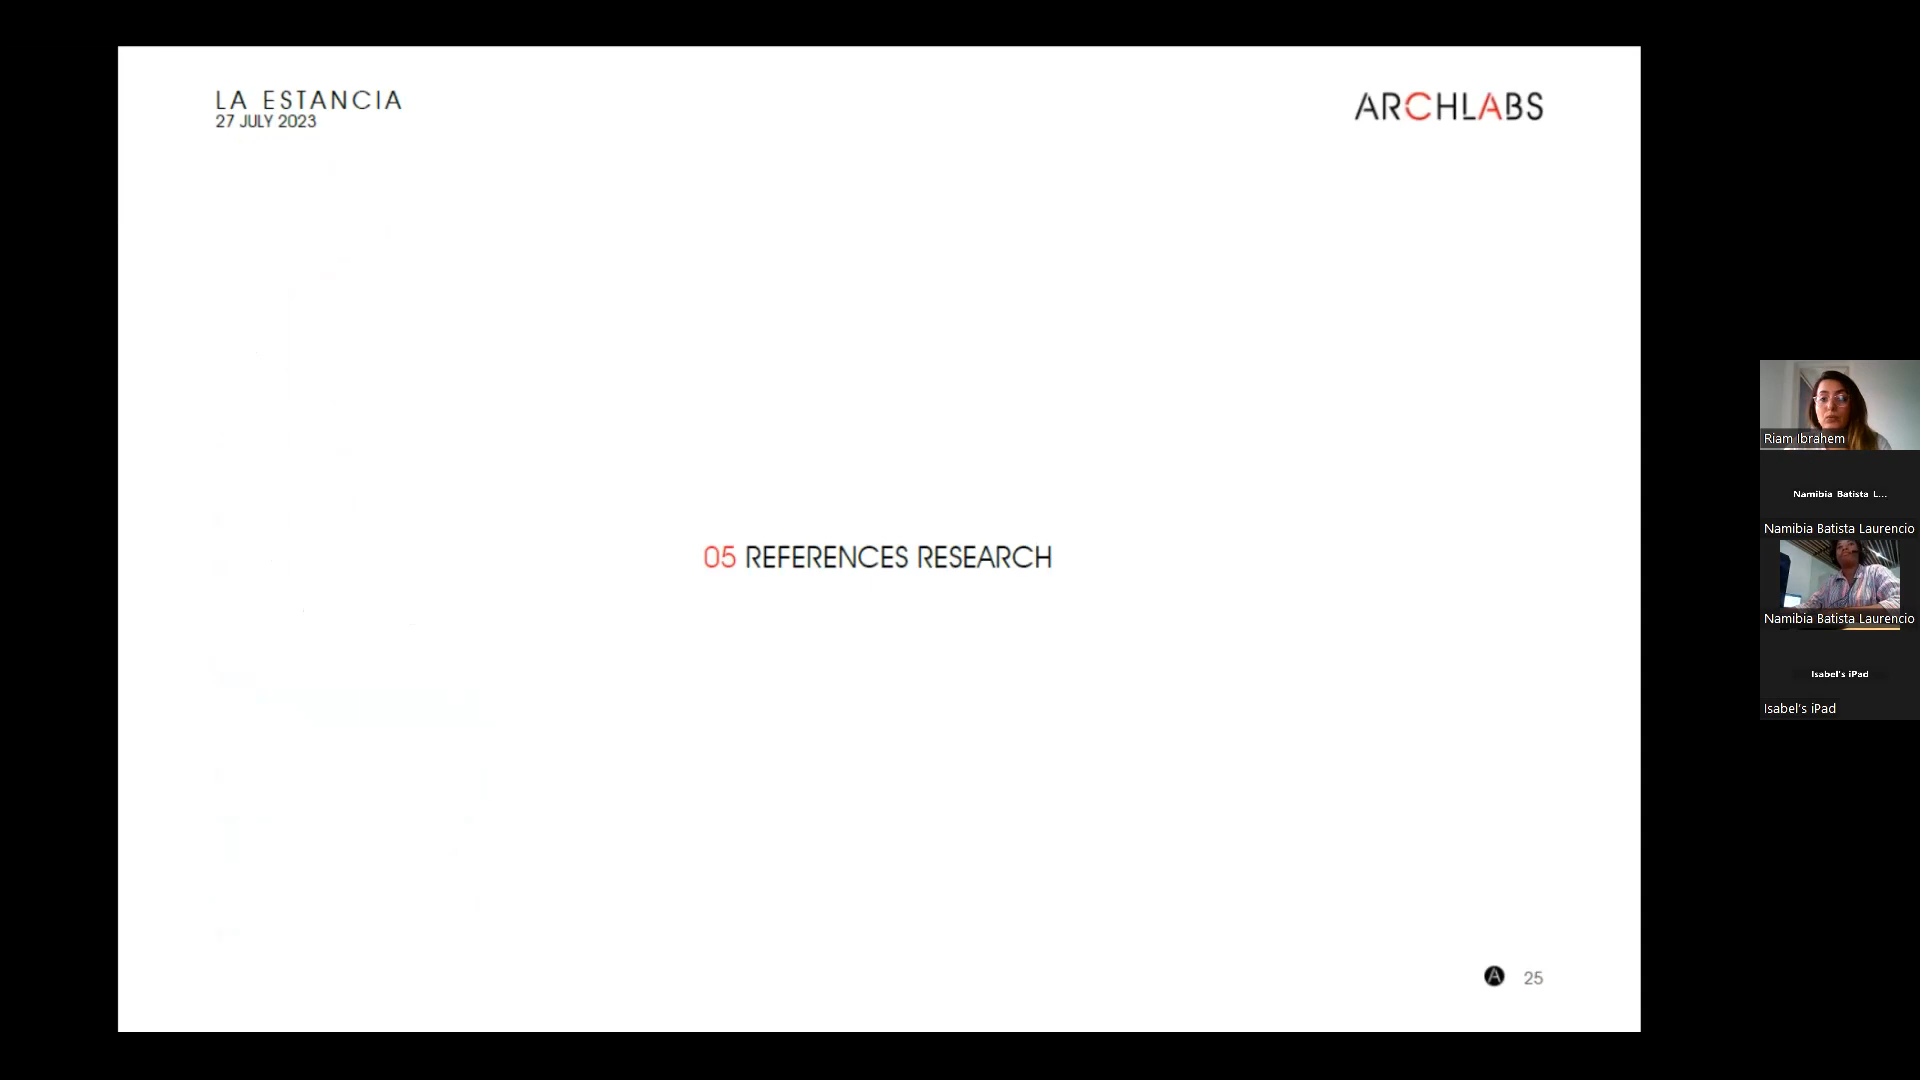 LA ESTANCIA
27 JULY 2023
ARCHLABS
05 REFERENCES RESEARCH
A 25
Riam Ibrahem
Namibia Batista L...
Namibia Batista Laurencio
Namibia Batista Laurencio
Isabel's iPad
Isabel's iPad